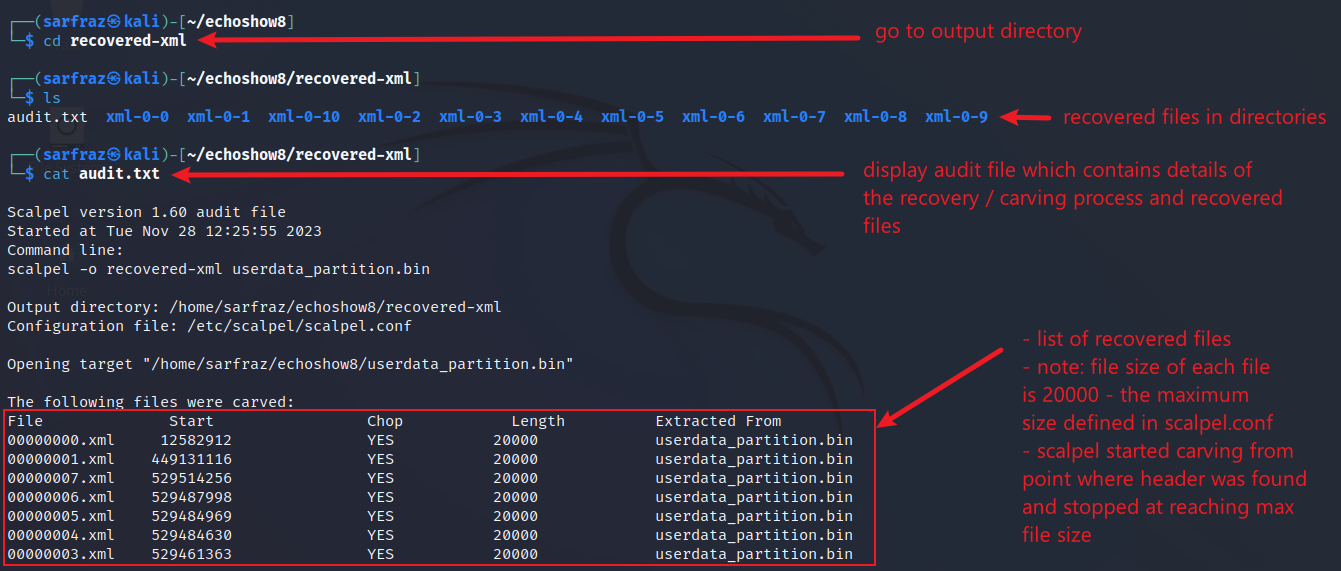 ┌──(sarfraz㉿kali)-[~/echoshow8]
└─$ cd recovered-xml
go to output directory
┌──(sarfraz㉿kali)-[~/echoshow8/recovered-xml]
└─$ ls
audit.txt  xml-0-0  xml-0-1  xml-0-10  xml-0-2  xml-0-3  xml-0-4  xml-0-5  xml-0-6  xml-0-7  xml-0-8  xml-0-9
recovered files in directories
┌──(sarfraz㉿kali)-[~/echoshow8/recovered-xml]
└─$ cat audit.txt
display audit file which contains details of
the recovery / carving process and recovered
files
Scalpel version 1.60 audit file
Started at Tue Nov 28 12:25:55 2023
Command line:
scalpel -o recovered-xml userdata_partition.bin
Home
Output directory: /home/sarfraz/echoshow8/recovered-xml
Configuration file: /etc/scalpel/scalpel.conf
Opening target "/home/sarfraz/echoshow8/userdata_partition.bin"
The following files were carved:
File Start Chop Length Extracted From
00000000.xml 12582912 YES 20000 userdata_partition.bin
00000001.xml 449131116 YES 20000 userdata_partition.bin
00000007.xml 529514256 YES 20000 userdata_partition.bin
00000006.xml 529487998 YES 20000 userdata_partition.bin
00000005.xml 529484969 YES 20000 userdata_partition.bin
00000004.xml 529484630 YES 20000 userdata_partition.bin
00000003.xml 529461363 YES 20000 userdata_partition.bin
- list of recovered files
- note: file size of each file
is 20000 - the maximum
size defined in scalpel.conf
- scalpel started carving from
point where header was found
and stopped at reaching max
file size